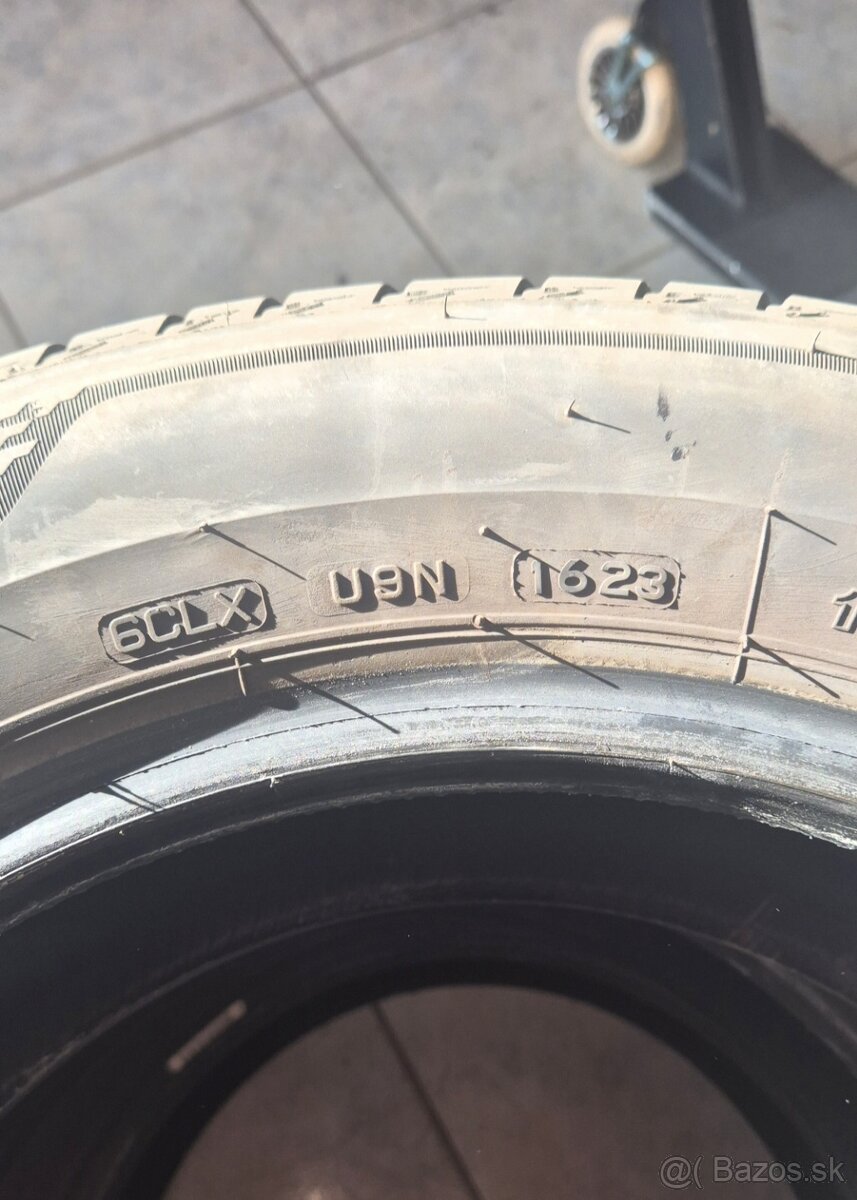 6CLX U9N 1623
@( Bazos.sk